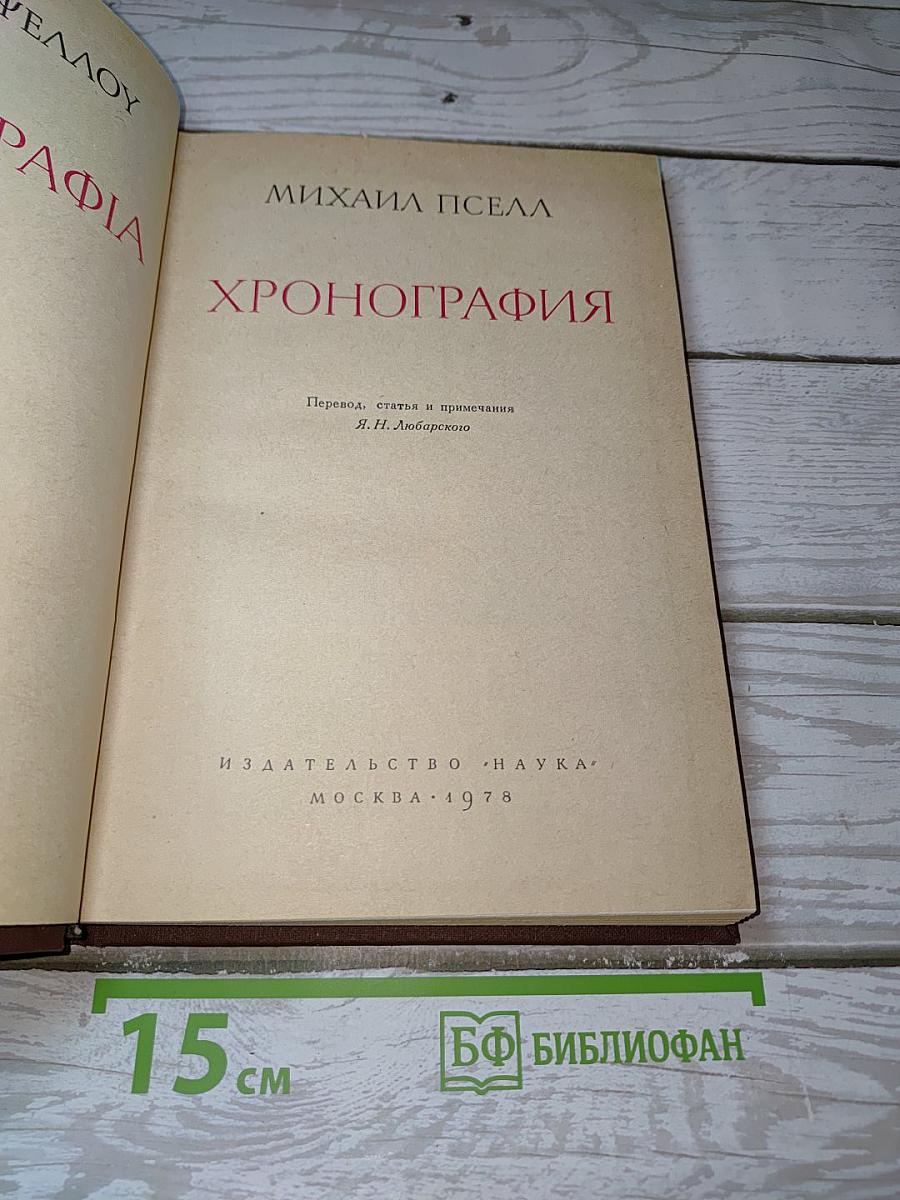 ΨΕΛΛΟΥ
ΡΑΦΙΑ
МИХАИЛ ПСЕЛЛ
ХРОНОГРАФИЯ
Перевод, статья и примечания
Я. Н. Любарского
ИЗДАТЕЛЬСТВО «НАУКА»
МОСКВА · 1978
15 см
БФ БИБЛИОФАН